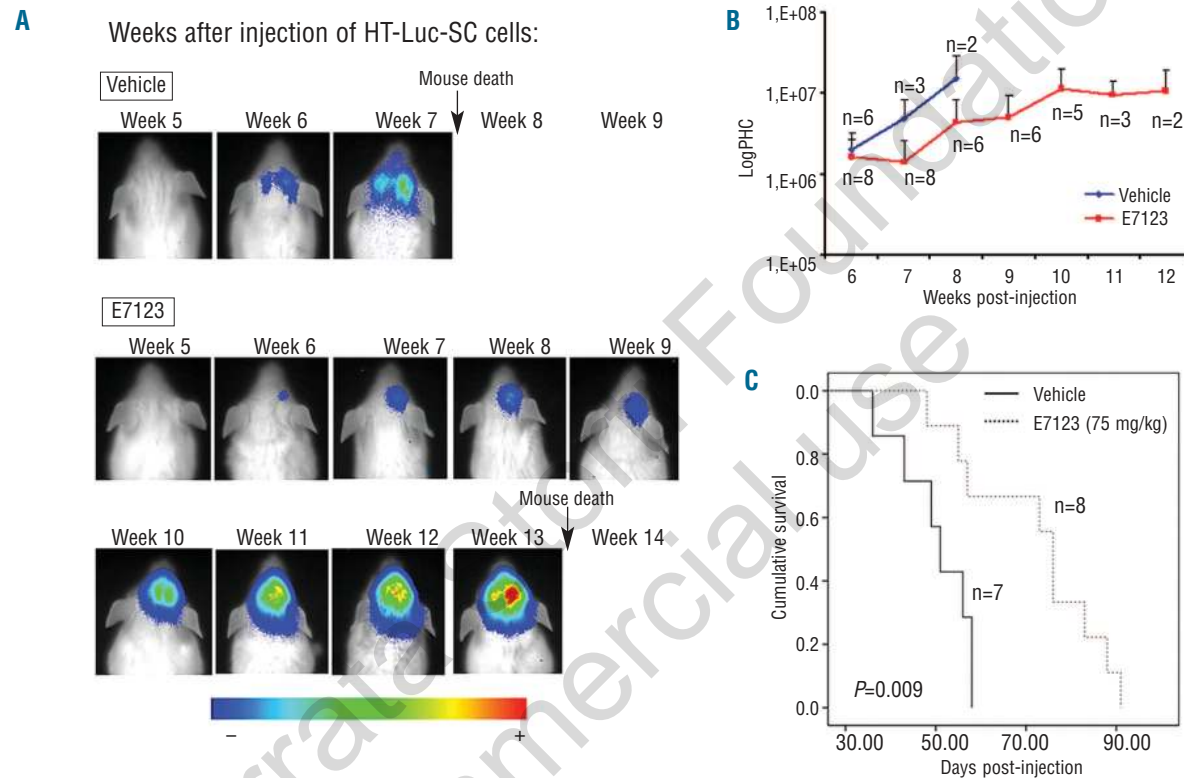 A
Weeks after injection of HT-Luc-SC cells:
Vehicle
Mouse death
Week 5 Week 6 Week 7 Week 8 Week 9
E7123
Week 5 Week 6 Week 7 Week 8 Week 9
Mouse death
Week 10 Week 11 Week 12 Week 13 Week 14
– +
B
1,E+08
1,E+07
1,E+06
1,E+05
LogPHC
n=6 n=3 n=2
n=8 n=8 n=6 n=6 n=5 n=3 n=2
Vehicle
E7123
6 7 8 9 10 11 12
Weeks post-injection
C
0.0
0.8
0.6
0.4
0.2
0.0
Cumulative survival
Vehicle
E7123 (75 mg/kg)
n=8
n=7
P=0.009
30.00 50.00 70.00 90.00
Days post-injection
Foundation
mercial use